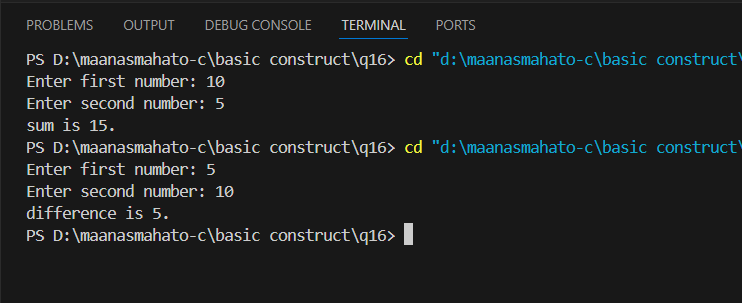 PROBLEMS OUTPUT DEBUG CONSOLE TERMINAL PORTS
PS D:\maanasmahato-c\basic construct\q16> cd "d:\maanasmahato-c\basic construct\
Enter first number: 10
Enter second number: 5
sum is 15.
PS D:\maanasmahato-c\basic construct\q16> cd "d:\maanasmahato-c\basic construct\
Enter first number: 5
Enter second number: 10
difference is 5.
PS D:\maanasmahato-c\basic construct\q16>